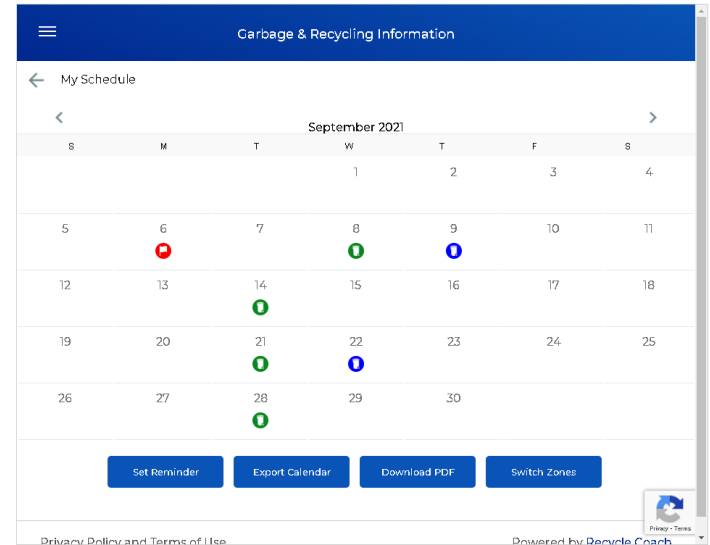 Garbage & Recycling Information
My Schedule
September 2021
S M T W T F S
1 2 3 4
5 6 7 8 9 10 11
12 13 14 15 16 17 18
19 20 21 22 23 24 25
26 27 28 29 30
Set Reminder Export Calendar Download PDF Switch Zones
Privacy - Terms
Privacy Policy and Terms of Use Powered by Recycle Coach